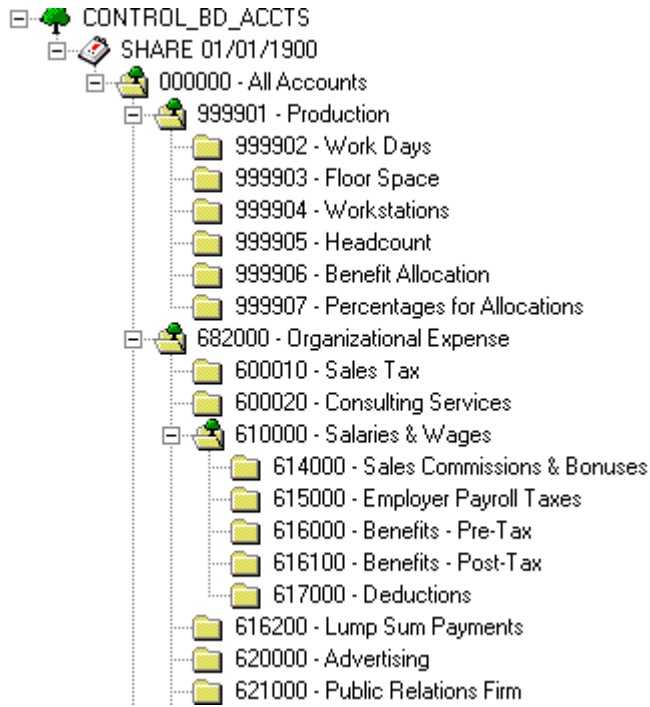 CONTROL_BD_ACCTS
SHARE 01/01/1900
000000 - All Accounts
999901 - Production
999902 - Work Days
999903 - Floor Space
999904 - Workstations
999905 - Headcount
999906 - Benefit Allocation
999907 - Percentages for Allocations
682000 - Organizational Expense
600010 - Sales Tax
600020 - Consulting Services
610000 - Salaries & Wages
614000 - Sales Commissions & Bonuses
615000 - Employer Payroll Taxes
616000 - Benefits - Pre-Tax
616100 - Benefits - Post-Tax
617000 - Deductions
616200 - Lump Sum Payments
620000 - Advertising
621000 - Public Relations Firm